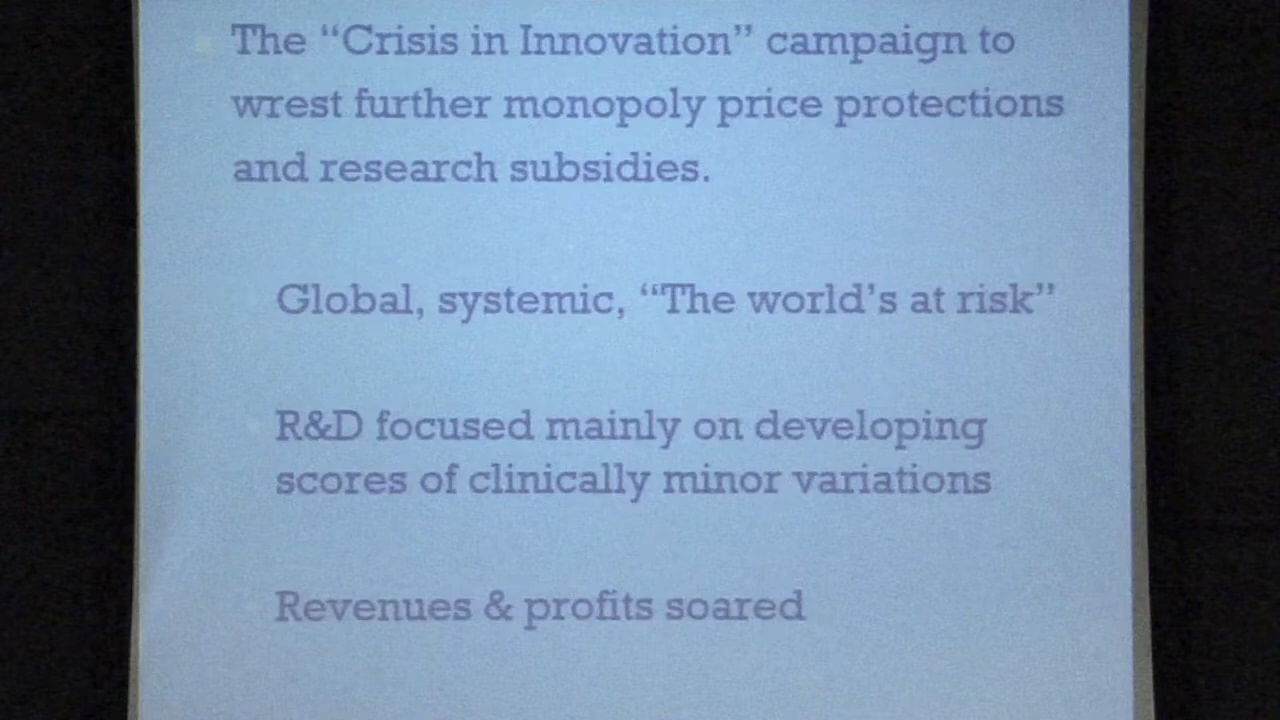 The “Crisis in Innovation” campaign to
wrest further monopoly price protections
and research subsidies.
Global, systemic, “The world’s at risk”
R&D focused mainly on developing
scores of clinically minor variations
Revenues & profits soared